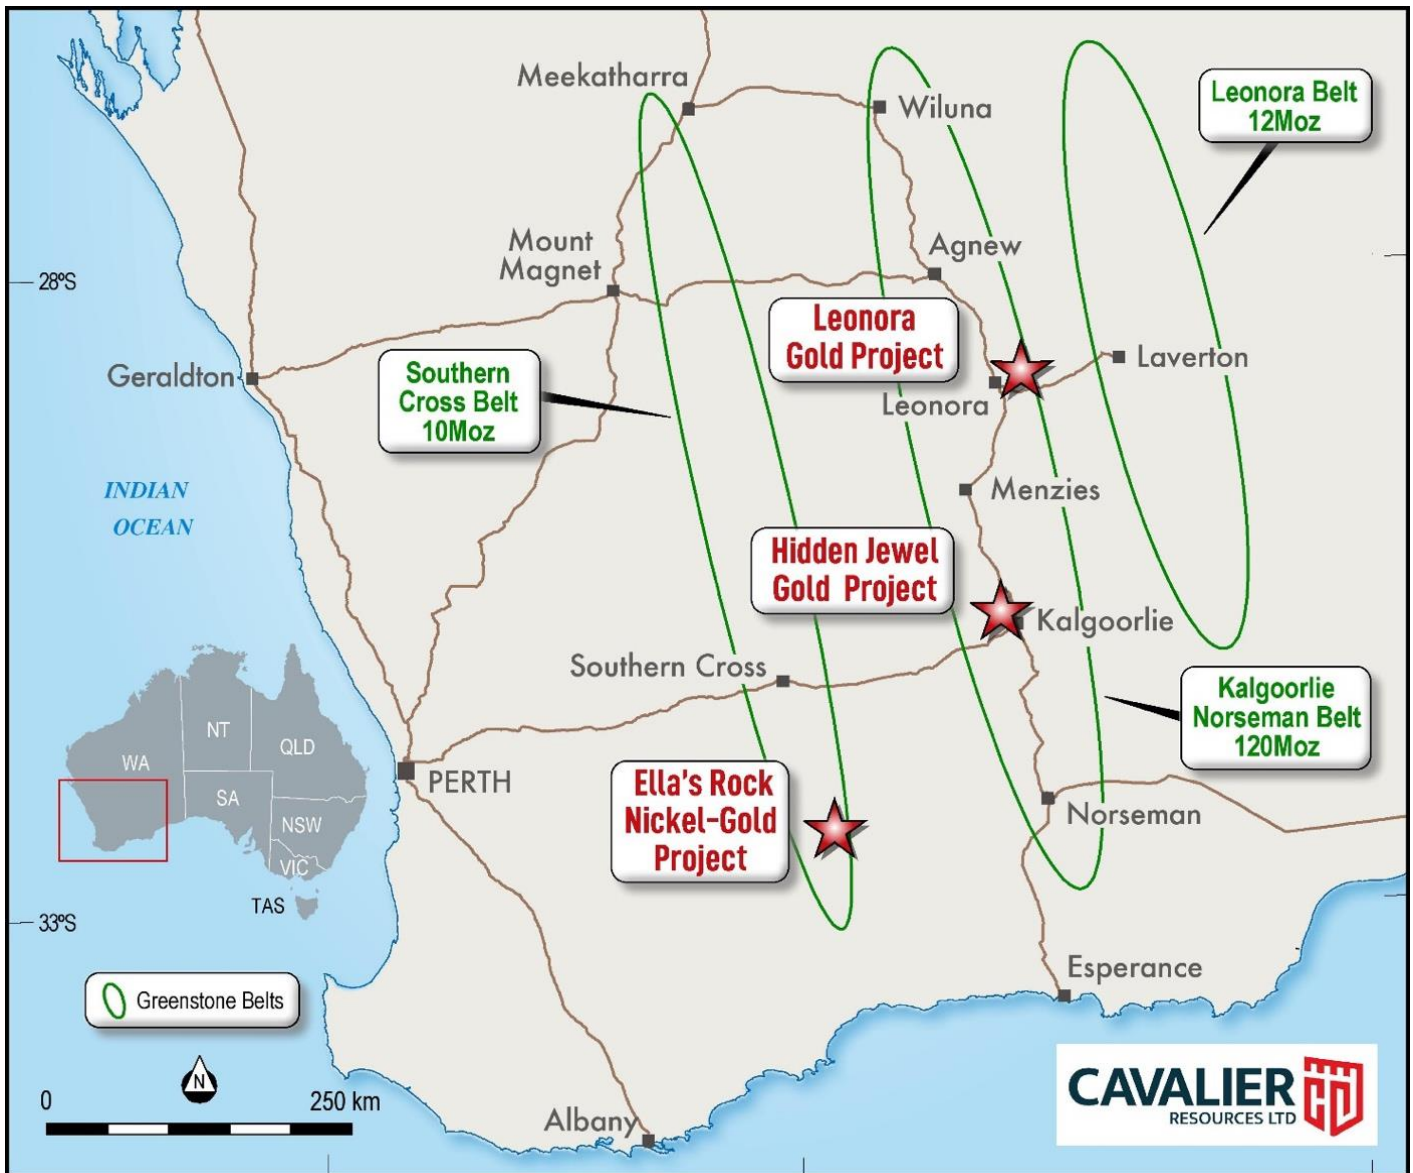 Meekatharra
Wiluna
Leonora Belt
12Moz
Mount
Magnet
Agnew
28ºS
Leonora
Gold Project
Geraldton
Southern
Cross Belt
10Moz
Laverton
Leonora
INDIAN
OCEAN
Menzies
Hidden Jewel
Gold Project
Kalgoorlie
Southern Cross
Kalgoorlie
Norseman Belt
120Moz
WA
NT
QLD
SA
NSW
VIC
TAS
PERTH
Ella's Rock
Nickel-Gold
Project
Norseman
33ºS
Esperance
Greenstone Belts
N
0
250 km
Albany
CAVALIER
RESOURCES LTD